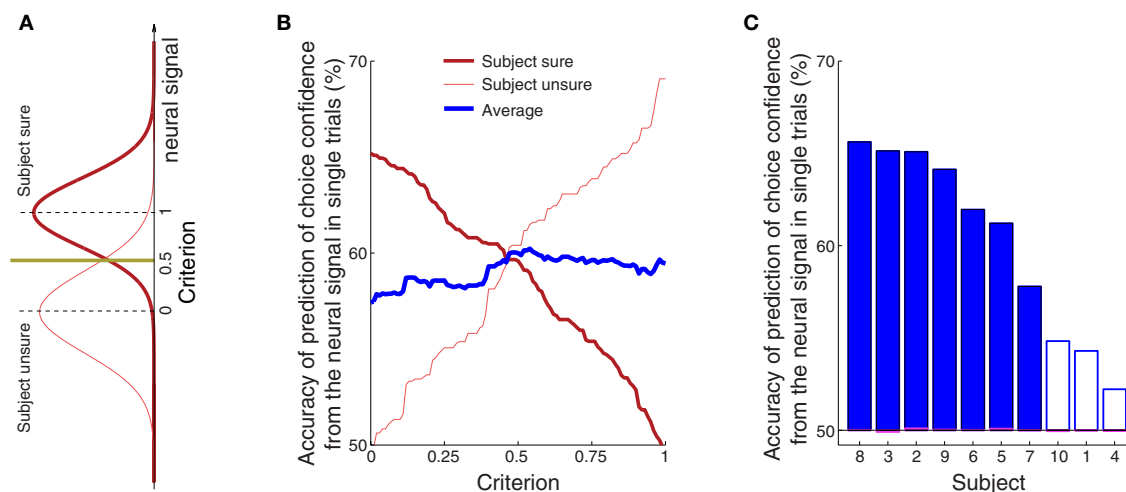 A
neural signal
Subject sure
1
Criterion
0.5
0
Subject unsure
B
Accuracy of prediction of choice confidence
from the neural signal in single trials (%)
70
60
50
Subject sure
Subject unsure
Average
0
0.25
0.5
0.75
1
Criterion
C
Accuracy of prediction of choice confidence
from the neural signal in single trials (%)
70
60
50
8
3
2
9
6
5
7
10
1
4
Subject